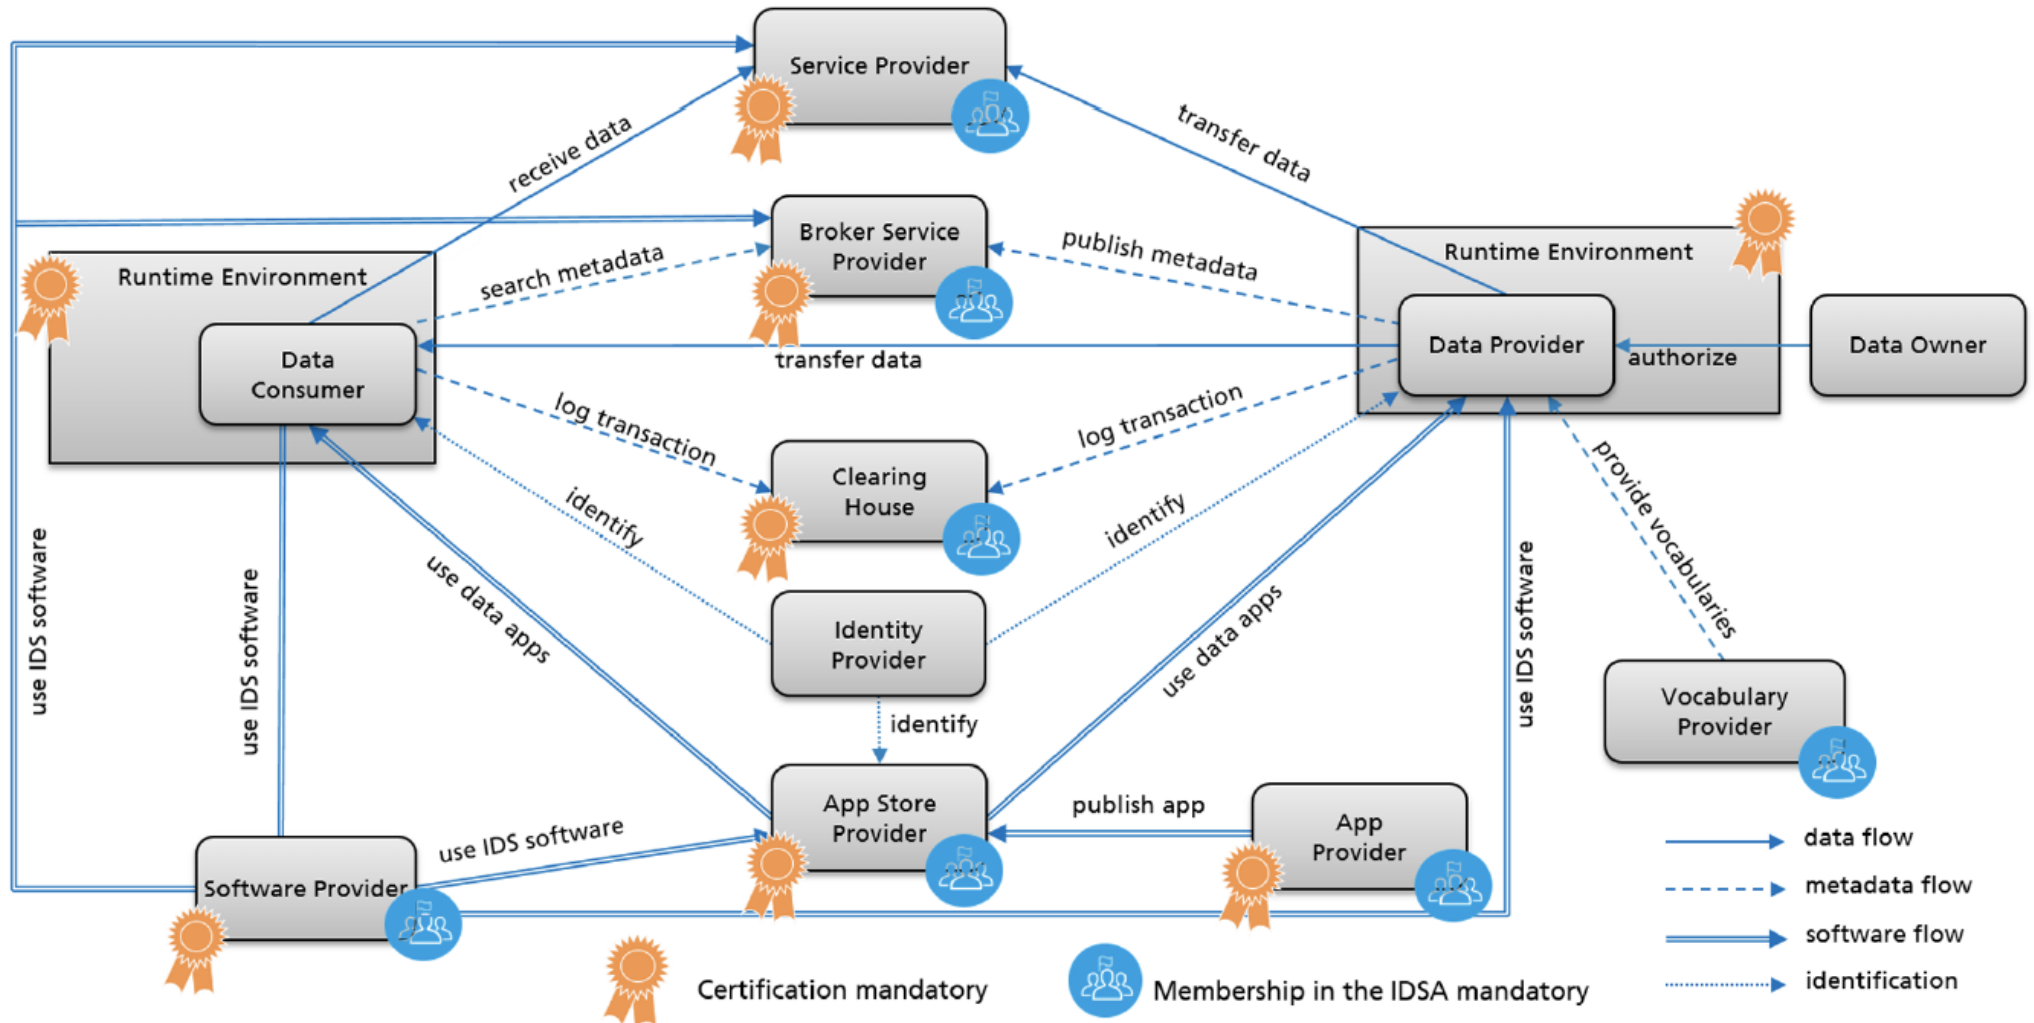 Service Provider
receive data
transfer data
Broker Service
Provider
search metadata
publish metadata
Runtime Environment
Runtime Environment
Data
Consumer
transfer data
Data Provider
authorize
Data Owner
log transaction
log transaction
Clearing
House
identify
identify
provide vocabularies
use IDS software
use IDS software
use data apps
Identity
Provider
use data apps
use IDS software
identify
Vocabulary
Provider
App Store
Provider
publish app
App
Provider
use IDS software
Software Provider
data flow
metadata flow
software flow
identification
Certification mandatory
Membership in the IDSA mandatory